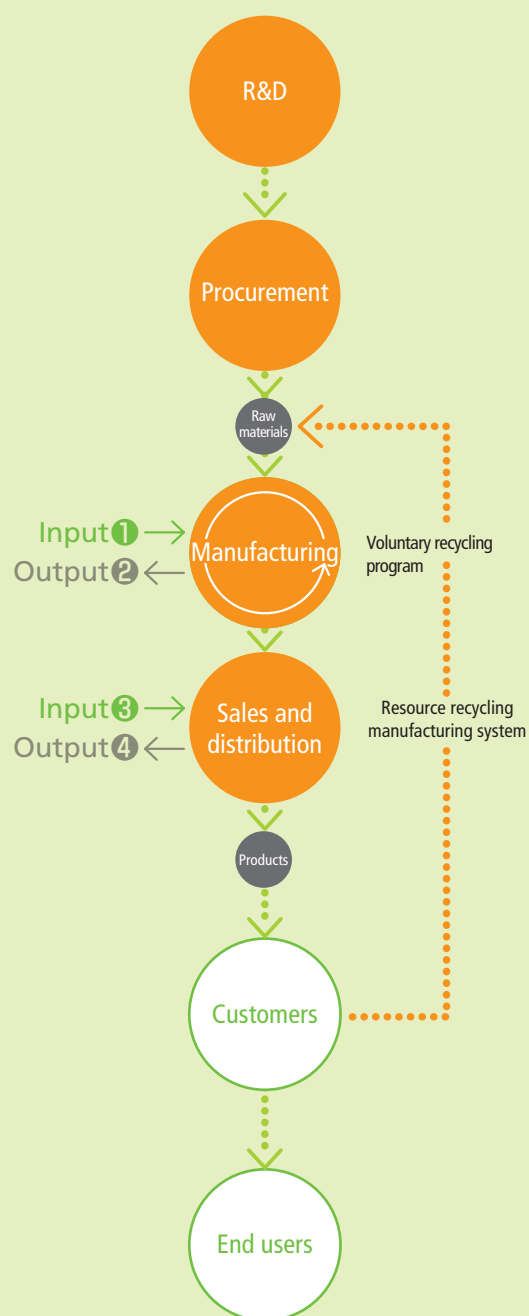 R&D
Procurement
Raw
materials
Input❶
Manufacturing
Output❷
Voluntary recycling
program
Input❸
Sales and
distribution
Output❹
Resource recycling
manufacturing system
Products
Customers
End users